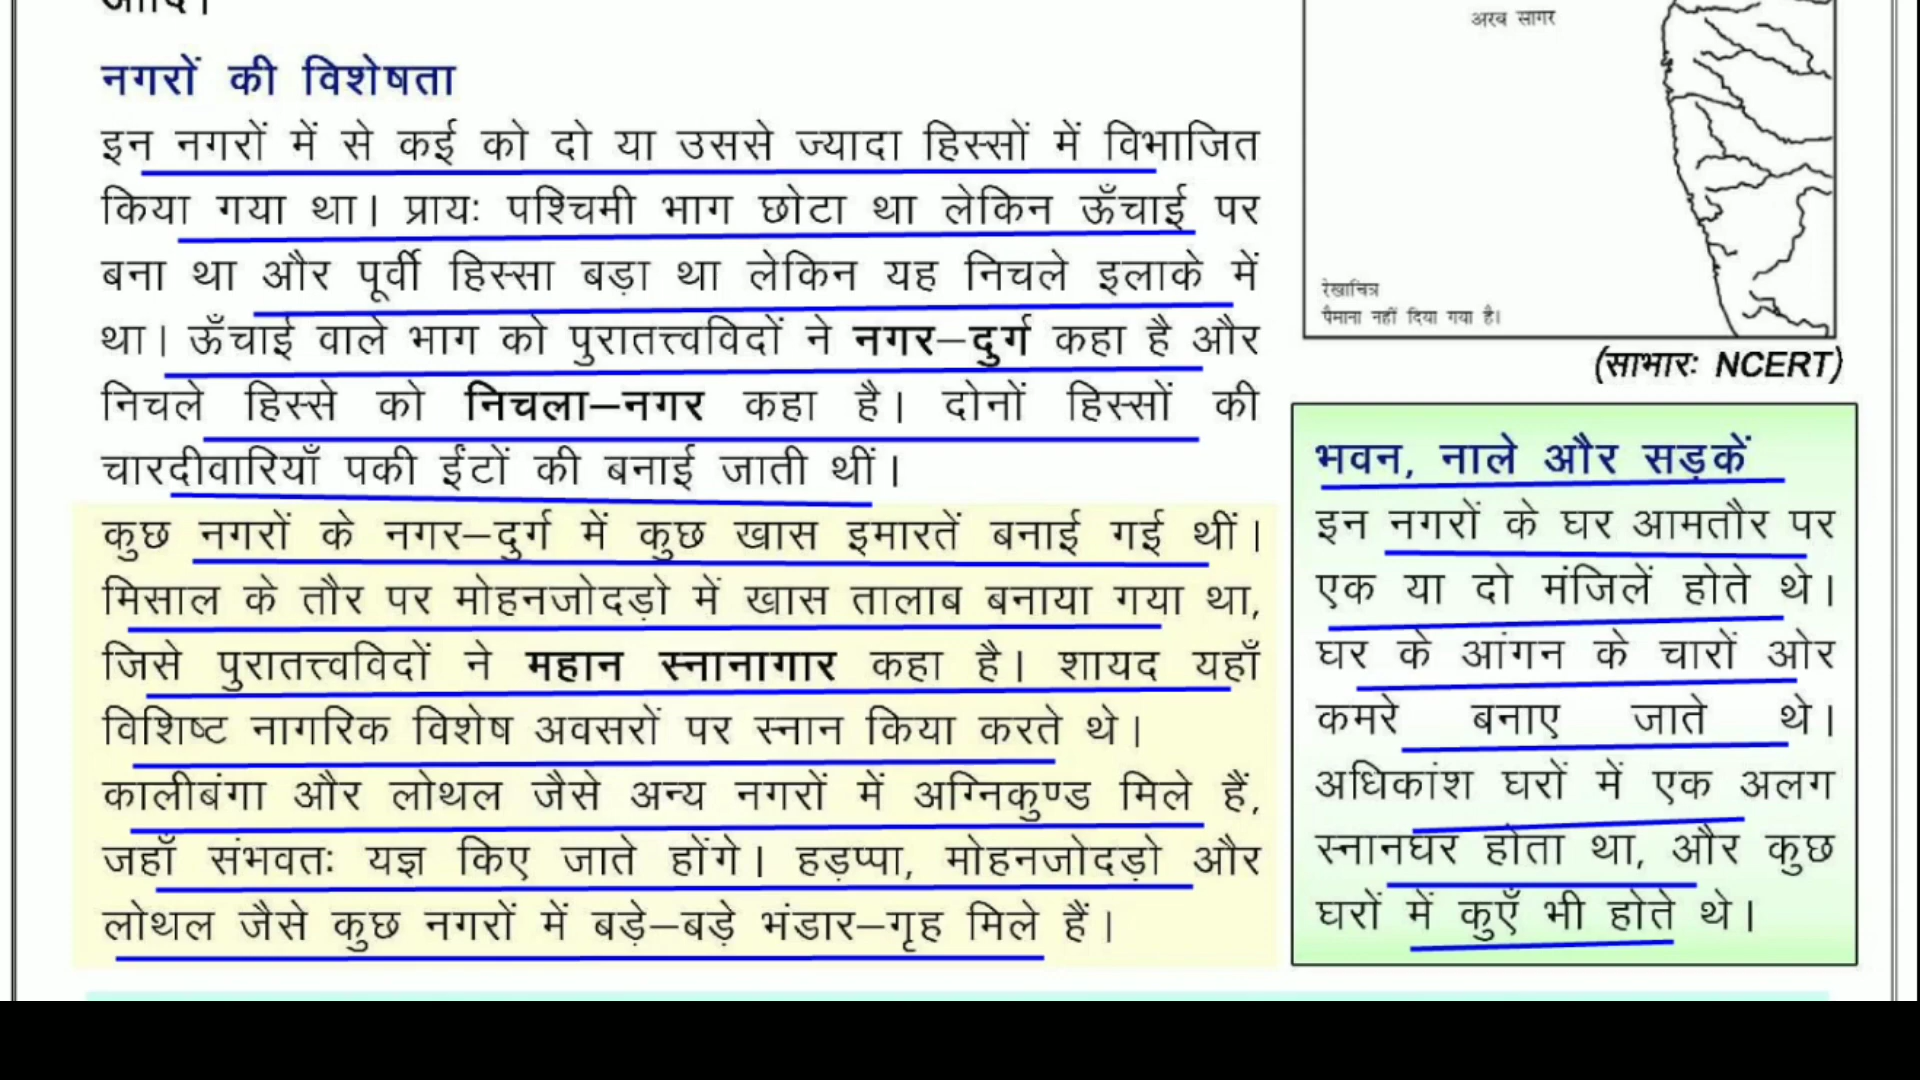 नगरों की विशेषता
इन नगरों में से कई को दो या उससे ज्यादा हिस्सों में विभाजित
किया गया था। प्रायः पश्चिमी भाग छोटा था लेकिन ऊँचाई पर
बना था और पूर्वी हिस्सा बड़ा था लेकिन यह निचले इलाके में
था। ऊँचाई वाले भाग को पुरातत्त्वविदों ने नगर–दुर्ग कहा है और
निचले हिस्से को निचला–नगर कहा है। दोनों हिस्सों की
चारदीवारियाँ पकी ईंटों की बनाई जाती थीं।
कुछ नगरों के नगर–दुर्ग में कुछ खास इमारतें बनाई गई थीं।
मिसाल के तौर पर मोहनजोदड़ो में खास तालाब बनाया गया था,
जिसे पुरातत्त्वविदों ने महान स्नानागार कहा है। शायद यहाँ
विशिष्ट नागरिक विशेष अवसरों पर स्नान किया करते थे।
कालीबंगा और लोथल जैसे अन्य नगरों में अग्निकुण्ड मिले हैं,
जहाँ संभवतः यज्ञ किए जाते होंगे। हड़प्पा, मोहनजोदड़ो और
लोथल जैसे कुछ नगरों में बड़े–बड़े भंडार–गृह मिले हैं।
अरब सागर
रेखाचित्र
पैमाना नहीं दिया गया है।
(साभारः NCERT)
भवन, नाले और सड़कें
इन नगरों के घर आमतौर पर
एक या दो मंजिलें होते थे।
घर के आंगन के चारों ओर
कमरे बनाए जाते थे।
अधिकांश घरों में एक अलग
स्नानघर होता था, और कुछ
घरों में कुएँ भी होते थे।